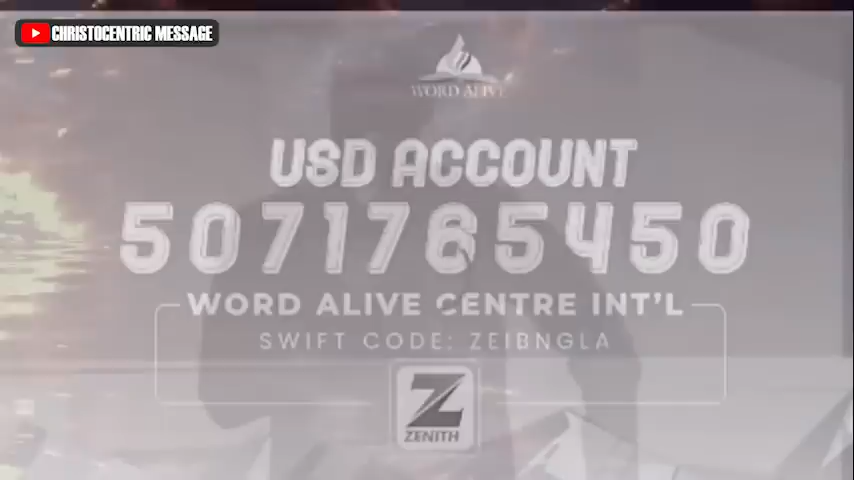 CHRISTOCENTRIC MESSAGE
WORD ALIVE
USD ACCOUNT
5071765450
WORD ALIVE CENTRE INT'L
SWIFT CODE: ZEIBNGLA
ZENITH